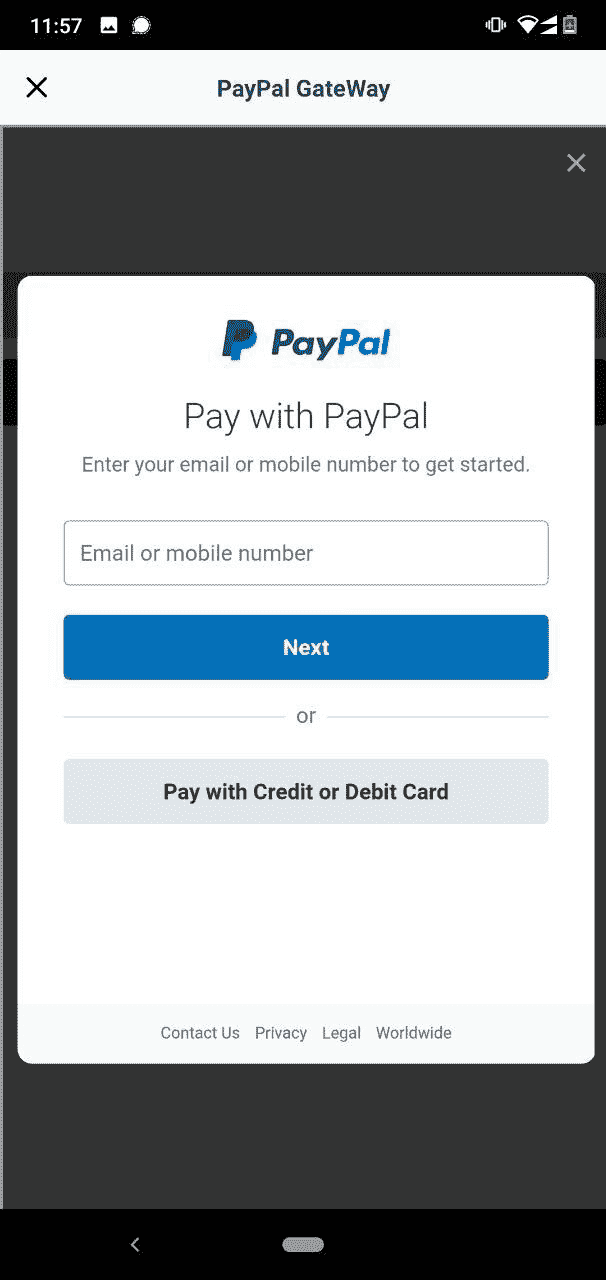 11:57
PayPal GateWay
PayPal
Pay with PayPal
Enter your email or mobile number to get started.
Email or mobile number
Next
or
Pay with Credit or Debit Card
Contact Us Privacy Legal Worldwide